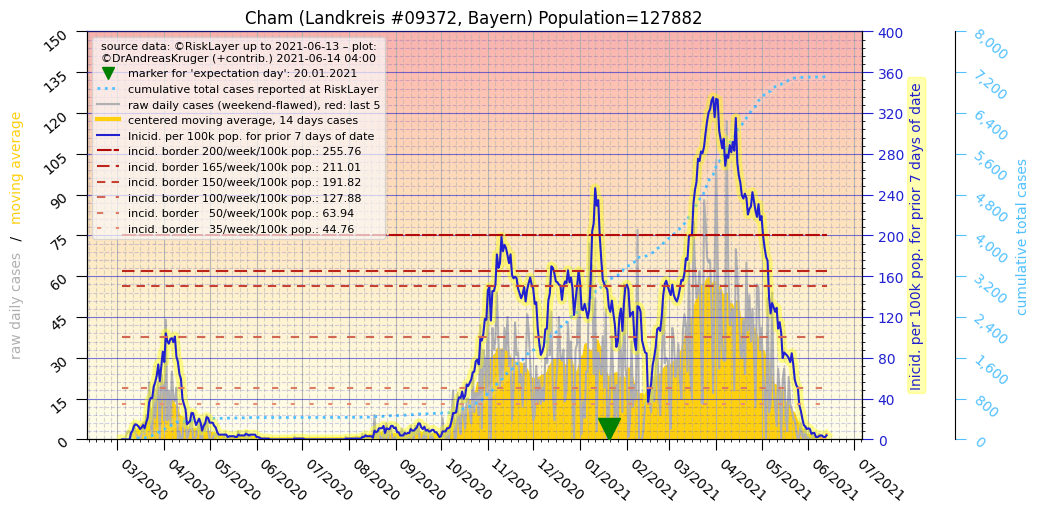 Cham (Landkreis #09372, Bayern) Population=127882
source data: ©RiskLayer up to 2021-06-13 – plot:
©DrAndreasKruger (+contrib.) 2021-06-14 04:00
marker for 'expectation day': 20.01.2021
cumulative total cases reported at RiskLayer
raw daily cases (weekend-flawed), red: last 5
centered moving average, 14 days cases
Inicid. per 100k pop. for prior 7 days of date
incid. border 200/week/100k pop.: 255.76
incid. border 165/week/100k pop.: 211.01
incid. border 150/week/100k pop.: 191.82
incid. border 100/week/100k pop.: 127.88
incid. border   50/week/100k pop.: 63.94
incid. border   35/week/100k pop.: 44.76
raw daily cases / moving average
150
135
120
105
90
75
60
45
30
15
0
400
360
320
280
240
200
160
120
80
40
0
Inicid. per 100k pop. for prior 7 days of date
8,000
7,200
6,400
5,600
4,800
4,000
3,200
2,400
1,600
800
0
cumulative total cases
03/2020
04/2020
05/2020
06/2020
07/2020
08/2020
09/2020
10/2020
11/2020
12/2020
01/2021
02/2021
03/2021
04/2021
05/2021
06/2021
07/2021